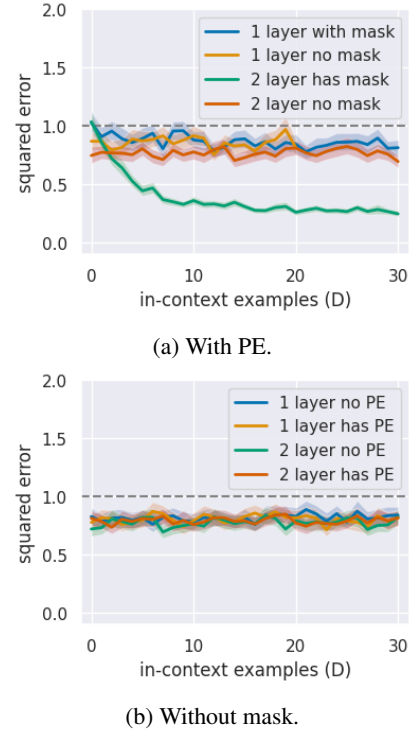 2.0
1 layer with mask
1 layer no mask
2 layer has mask
2 layer no mask
1.5
1.0
0.5
0.0
squared error
0 10 20 30
in-context examples (D)
(a) With PE.
2.0
1 layer no PE
1 layer has PE
2 layer no PE
2 layer has PE
1.5
1.0
0.5
0.0
squared error
0 10 20 30
in-context examples (D)
(b) Without mask.